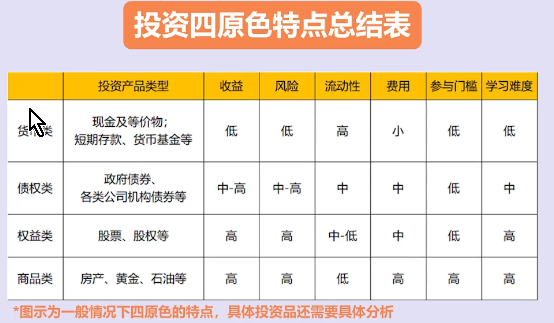 投资四原色特点总结表
投资产品类型 收益 风险 流动性 费用 参与门槛 学习难度
货币类 现金及等价物; 短期存款、货币基金等 低 低 高 小 低 低
债权类 政府债券、 各类公司机构债券等 中-高 中-高 中 中 低 中
权益类 股票、股权等 高 高 中-低 中 低 高
商品类 房产、黄金、石油等 高 高 低 高 高 高
*图示为一般情况下四原色的特点，具体投资品还需要具体分析